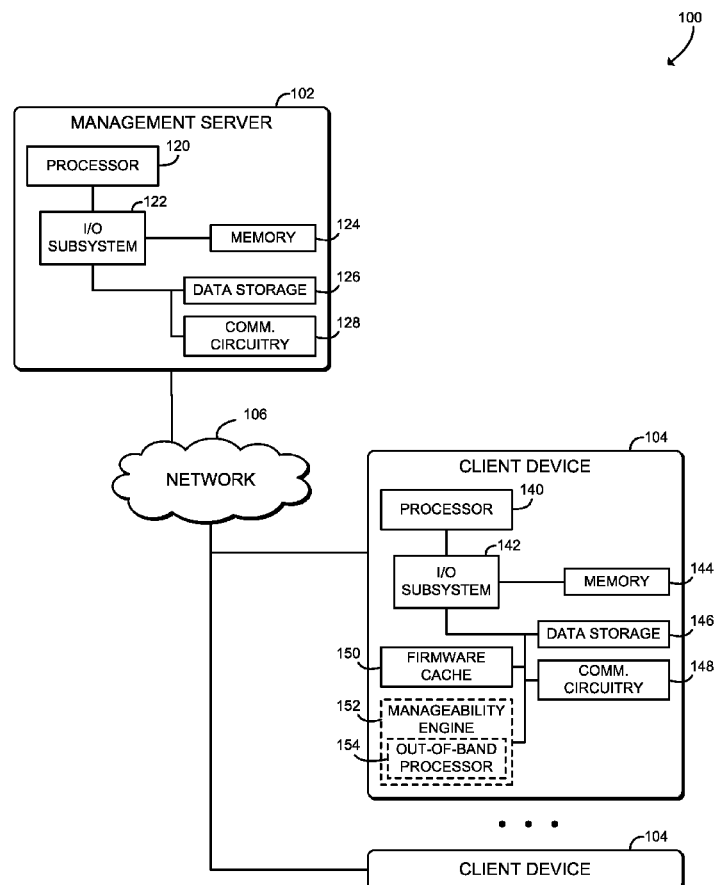 100
102
MANAGEMENT SERVER
120
PROCESSOR
122
I/O
SUBSYSTEM
124
MEMORY
126
DATA STORAGE
128
COMM.
CIRCUITRY
106
NETWORK
104
CLIENT DEVICE
140
PROCESSOR
142
I/O
SUBSYSTEM
144
MEMORY
146
DATA STORAGE
150
FIRMWARE
CACHE
148
COMM.
CIRCUITRY
152
MANAGEABILITY
ENGINE
154
OUT-OF-BAND
PROCESSOR
• • •
104
CLIENT DEVICE